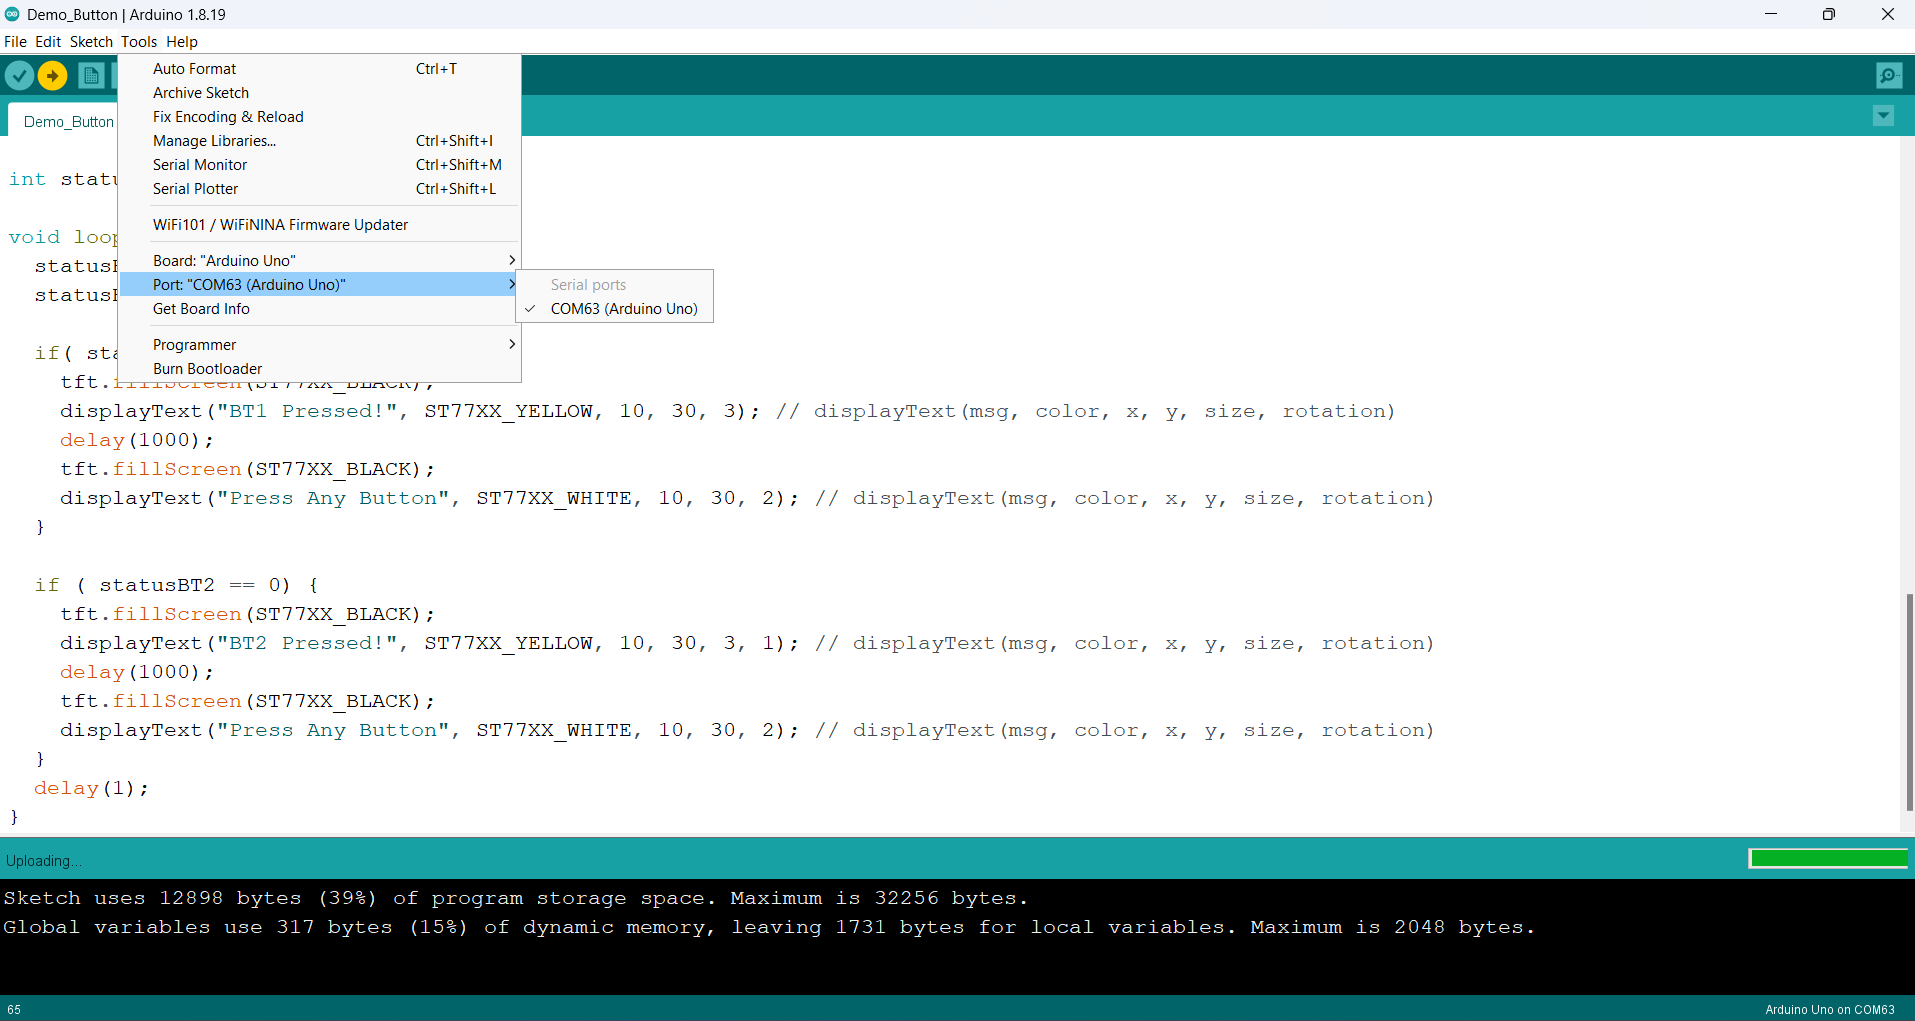 Demo_Button | Arduino 1.8.19
File Edit Sketch Tools Help
Auto Format Ctrl+T
Archive Sketch
Fix Encoding & Reload
Manage Libraries... Ctrl+Shift+I
Serial Monitor Ctrl+Shift+M
Serial Plotter Ctrl+Shift+L
WiFi101 / WiFiNINA Firmware Updater
Board: "Arduino Uno"
Port: "COM63 (Arduino Uno)"
Get Board Info
Programmer
Burn Bootloader
Serial ports
COM63 (Arduino Uno)
Demo_Button
int statu
void loop
status
status
if( sta
tft.fillScreen(ST77XX_BLACK);
displayText("BT1 Pressed!", ST77XX_YELLOW, 10, 30, 3); // displayText(msg, color, x, y, size, rotation)
delay(1000);
tft.fillScreen(ST77XX_BLACK);
displayText("Press Any Button", ST77XX_WHITE, 10, 30, 2); // displayText(msg, color, x, y, size, rotation)
}
if ( statusBT2 == 0) {
tft.fillScreen(ST77XX_BLACK);
displayText("BT2 Pressed!", ST77XX_YELLOW, 10, 30, 3, 1); // displayText(msg, color, x, y, size, rotation)
delay(1000);
tft.fillScreen(ST77XX_BLACK);
displayText("Press Any Button", ST77XX_WHITE, 10, 30, 2); // displayText(msg, color, x, y, size, rotation)
}
delay(1);
}
Uploading...
Sketch uses 12898 bytes (39%) of program storage space. Maximum is 32256 bytes.
Global variables use 317 bytes (15%) of dynamic memory, leaving 1731 bytes for local variables. Maximum is 2048 bytes.
65
Arduino Uno on COM63